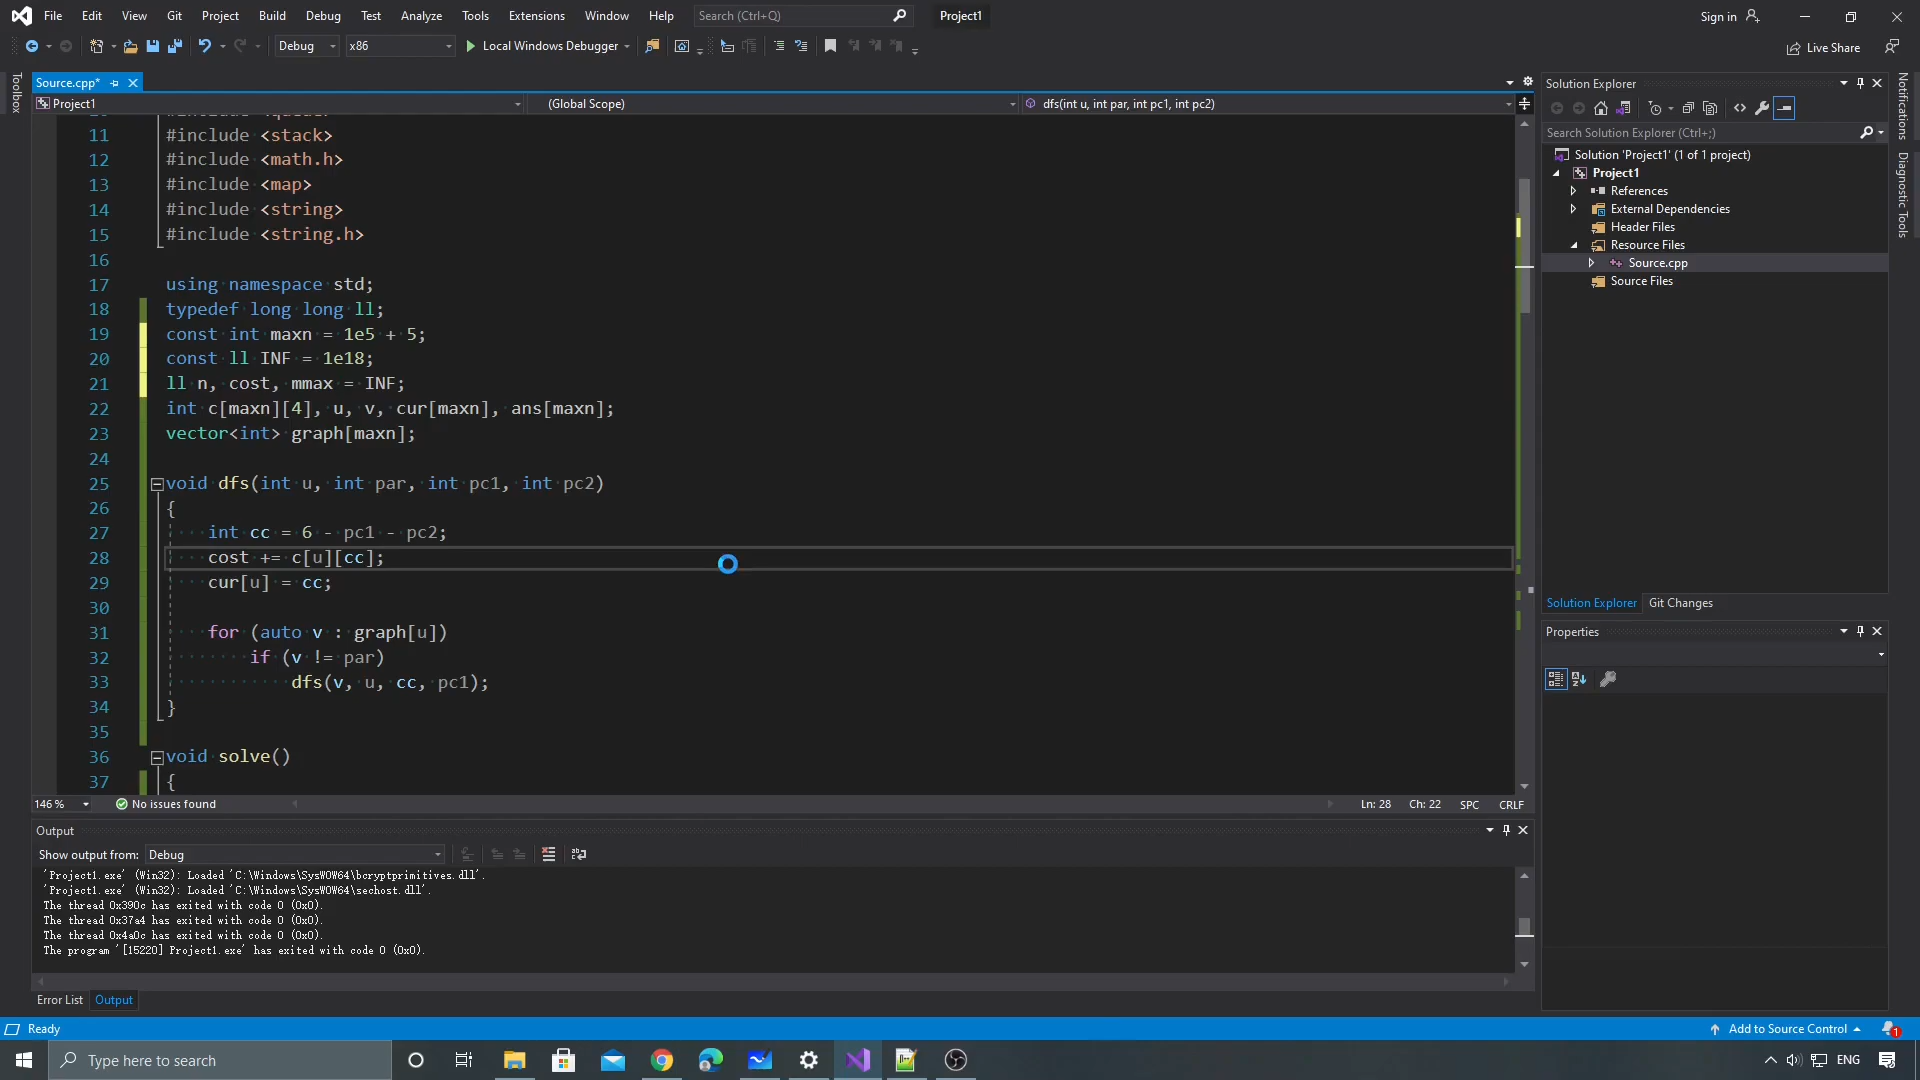 File Edit View Git Project Build Debug Test Analyze Tools Extensions Window Help Search (Ctrl+Q) Project1 Sign in
Debug x86 Local Windows Debugger Live Share
Toolbox
Source.cpp*
Project1 (Global Scope) dfs(int u, int par, int pc1, int pc2)
11 #include <stack>
12 #include <math.h>
13 #include <map>
14 #include <string>
15 #include <string.h>
16
17 using namespace std;
18 typedef long long ll;
19 const int maxn = 1e5 + 5;
20 const ll INF = 1e18;
21 ll n, cost, mmax = INF;
22 int c[maxn][4], u, v, cur[maxn], ans[maxn];
23 vector<int> graph[maxn];
24
25 void dfs(int u, int par, int pc1, int pc2)
26 {
27 int cc = 6 - pc1 - pc2;
28 cost += c[u][cc];
29 cur[u] = cc;
30
31 for (auto v : graph[u])
32 if (v != par)
33 dfs(v, u, cc, pc1);
34 }
35
36 void solve()
37 {
146 % No issues found Ln: 28 Ch: 22 SPC CRLF
Output
Show output from: Debug
'Project1.exe' (Win32): Loaded 'C:\Windows\SysWOW64\bcryptprimitives.dll'.
'Project1.exe' (Win32): Loaded 'C:\Windows\SysWOW64\sechost.dll'.
The thread 0x390c has exited with code 0 (0x0).
The thread 0x37a4 has exited with code 0 (0x0).
The thread 0x4a0c has exited with code 0 (0x0).
The program '[15220] Project1.exe' has exited with code 0 (0x0).
Error List Output
Solution Explorer
Search Solution Explorer (Ctrl+;)
Solution 'Project1' (1 of 1 project)
Project1
References
External Dependencies
Header Files
Resource Files
Source.cpp
Source Files
Solution Explorer Git Changes
Properties
Notifications
Diagnostic Tools
Ready Add to Source Control 1
Type here to search ENG